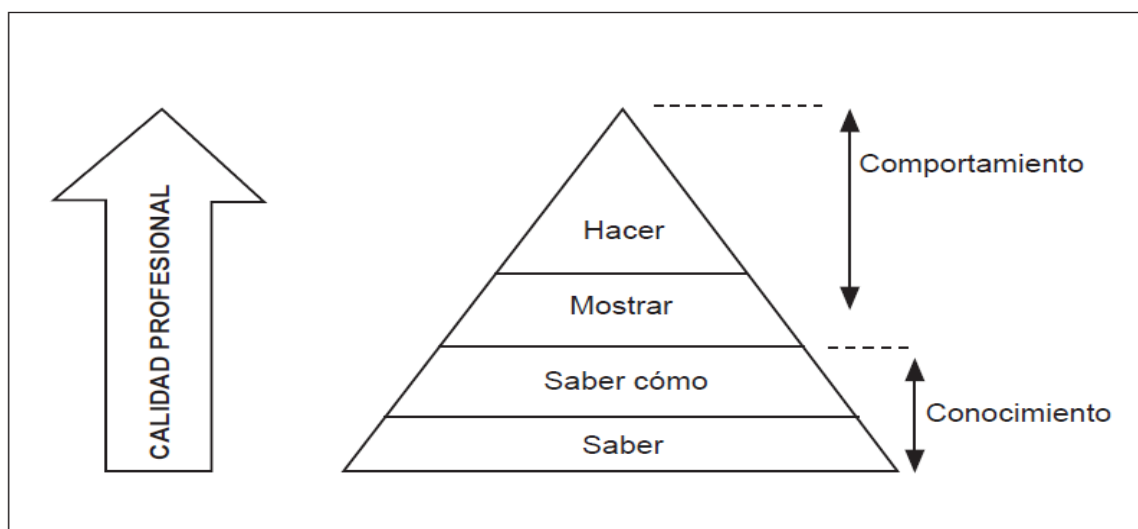 CALIDAD PROFESIONAL
Comportamiento
Hacer
Mostrar
Saber cómo
Conocimiento
Saber